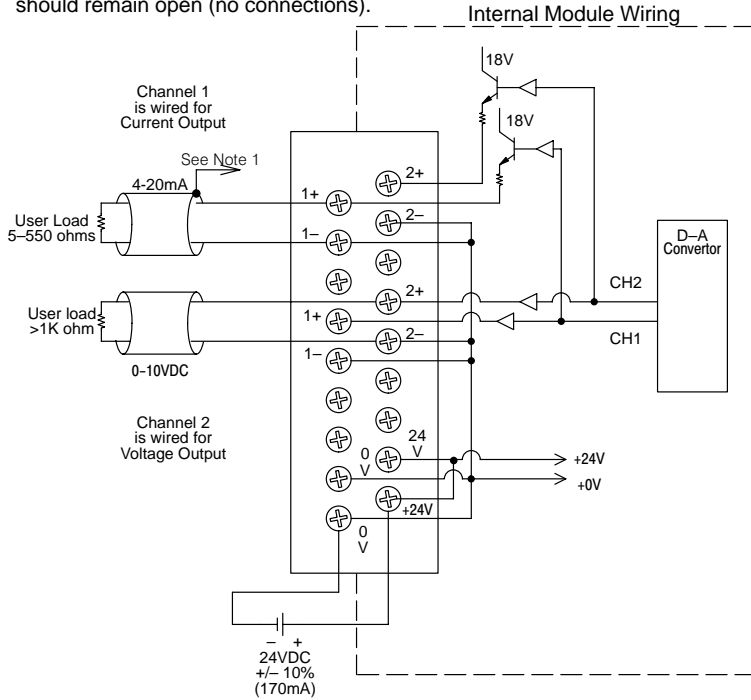 should remain open (no connections).
Internal Module Wiring
18V
18V
Channel 1
is wired for
Current Output
See Note 1
4-20mA
User Load
5–550 ohms
1+
1–
2+
2–
D–A
Convertor
CH2
CH1
2+
1+
2–
1–
User load
>1K ohm
0-10VDC
Channel 2
is wired for
Voltage Output
24
V
0
V
+24V
+0V
+24V
0
V
– +
24VDC
+/– 10%
(170mA)